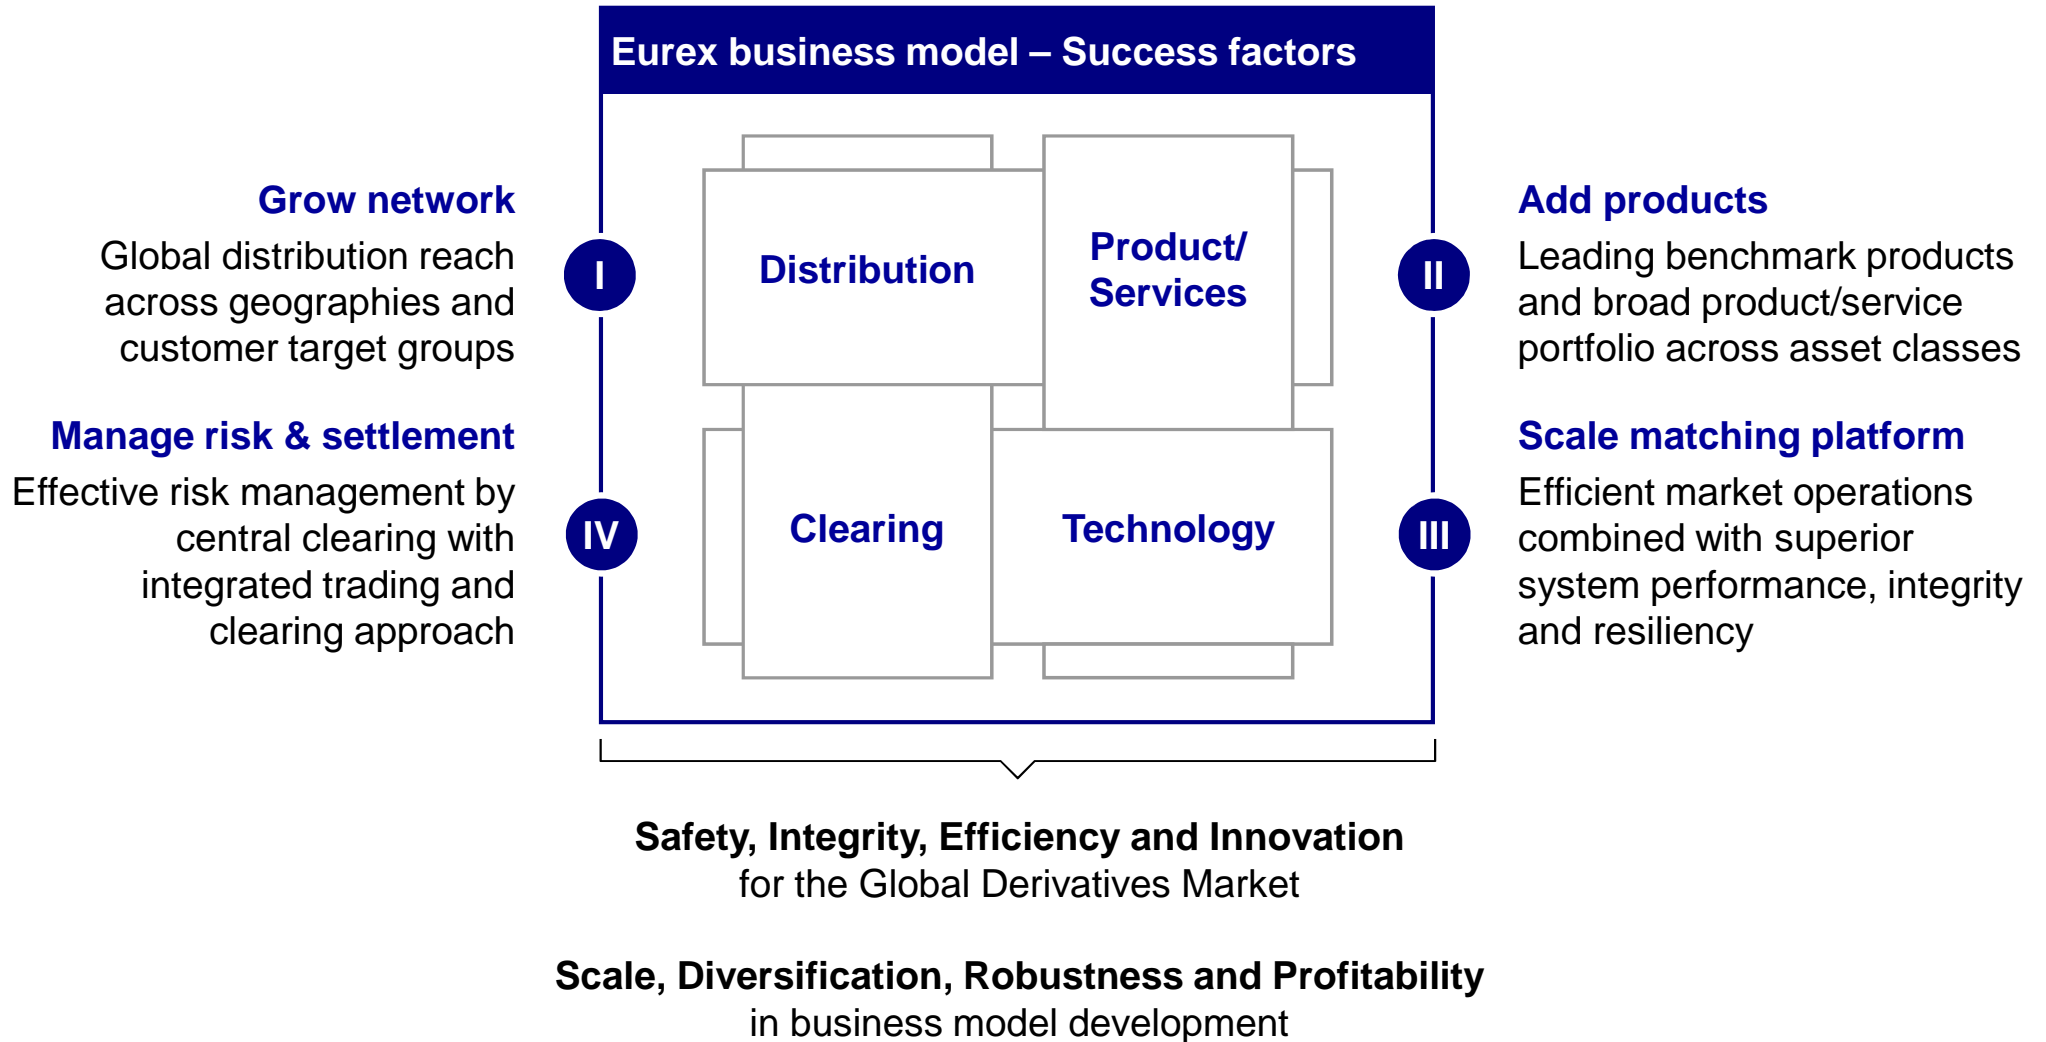 Eurex business model – Success factors
Grow network
Global distribution reach
across geographies and
customer target groups
I
Distribution
Product/
Services
II
Add products
Leading benchmark products
and broad product/service
portfolio across asset classes
Manage risk & settlement
Effective risk management by
central clearing with
integrated trading and
clearing approach
IV
Clearing
Technology
III
Scale matching platform
Efficient market operations
combined with superior
system performance, integrity
and resiliency
Safety, Integrity, Efficiency and Innovation
for the Global Derivatives Market
Scale, Diversification, Robustness and Profitability
in business model development